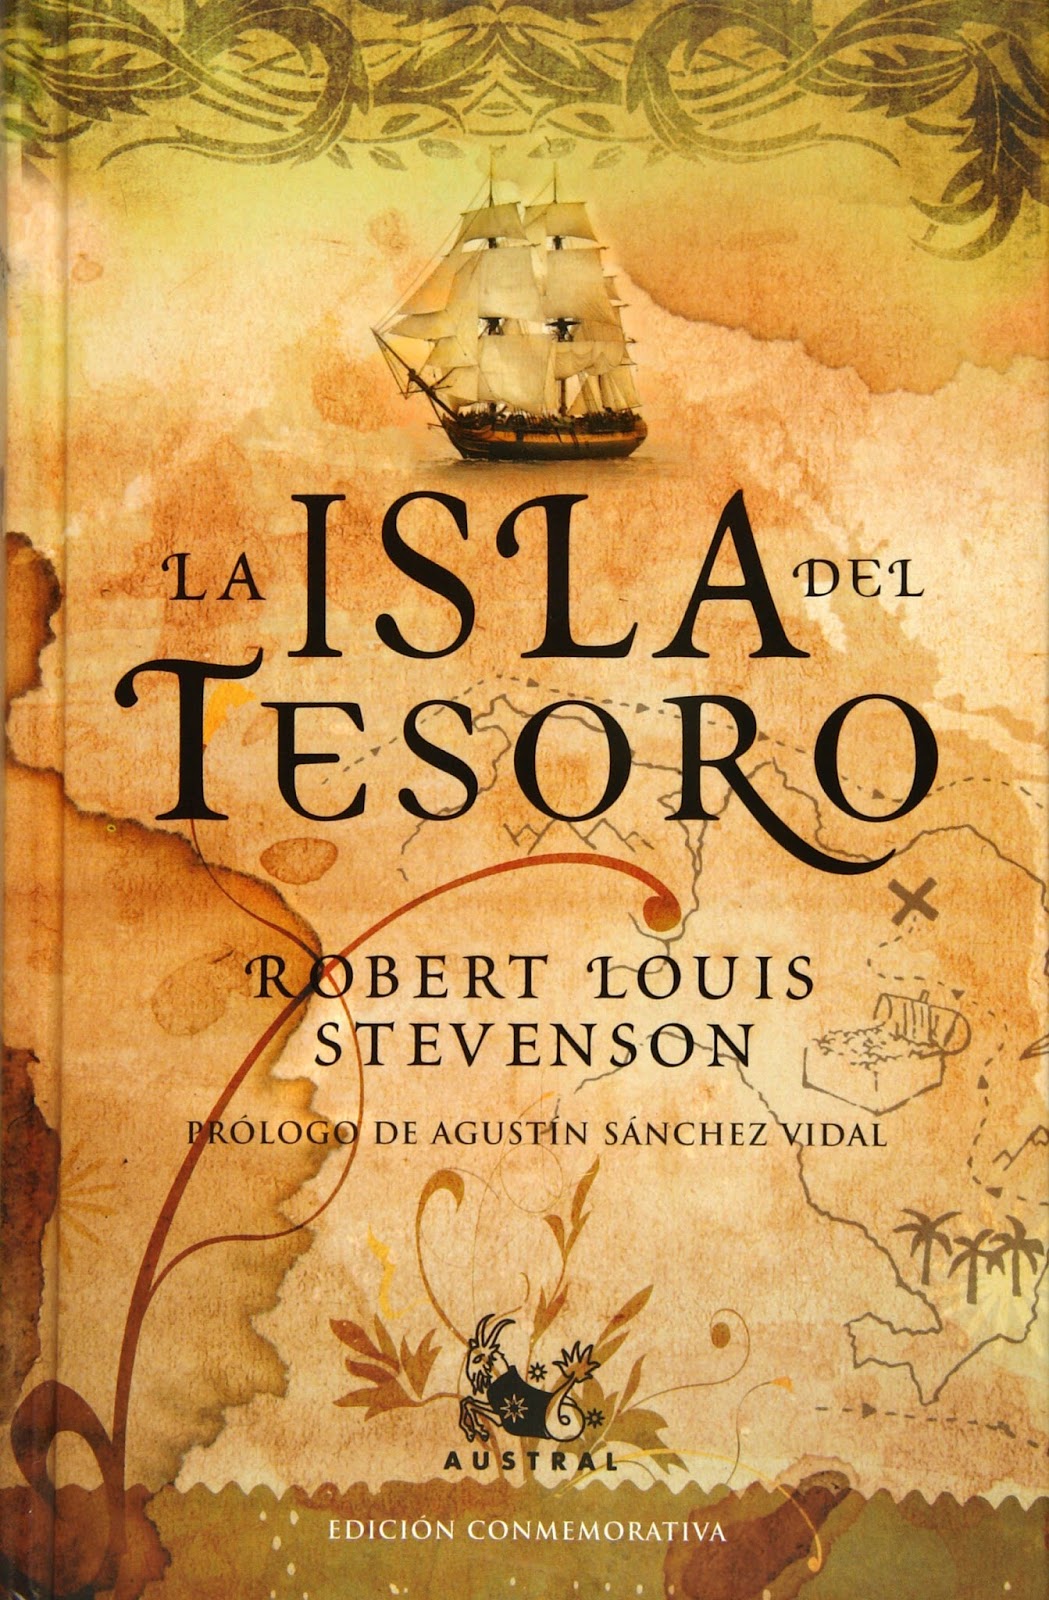 LA ISLA DEL
TESORO
ROBERT LOUIS
STEVENSON
PRÓLOGO DE AGUSTÍN SÁNCHEZ VIDAL
AUSTRAL
EDICIÓN CONMEMORATIVA